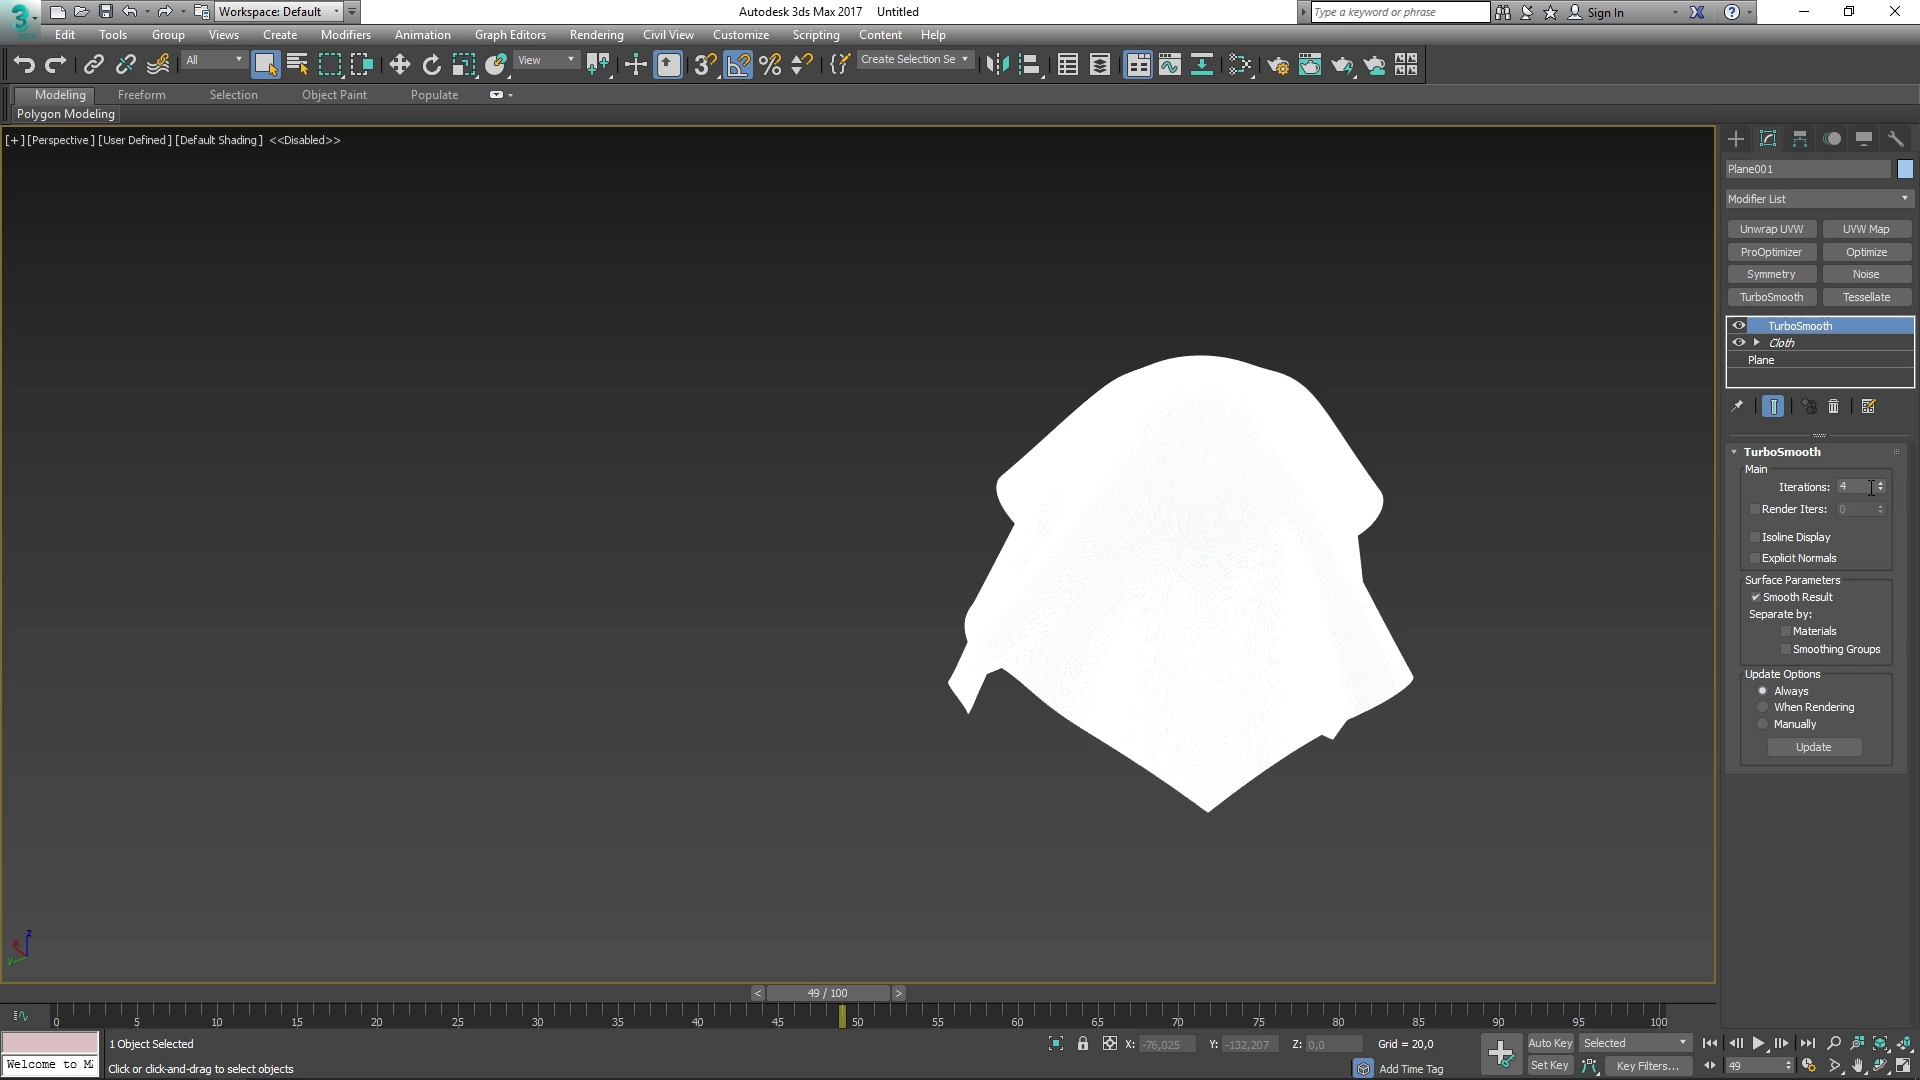 3 Workspace: Default Autodesk 3ds Max 2017 Untitled Type a keyword or phrase Sign In
MAX Edit Tools Group Views Create Modifiers Animation Graph Editors Rendering Civil View Customize Scripting Content Help
All View 3 Create Selection Se
Modeling Freeform Selection Object Paint Populate
Polygon Modeling
[+] [Perspective] [User Defined] [Default Shading] <<Disabled>>
Plane001
Modifier List
Unwrap UVW UVW Map
ProOptimizer Optimize
Symmetry Noise
TurboSmooth Tessellate
TurboSmooth
Cloth
Plane
TurboSmooth
Main
Iterations: 4
Render Iters: 0
Isoline Display
Explicit Normals
Surface Parameters
Smooth Result
Separate by:
Materials
Smoothing Groups
Update Options
Always
When Rendering
Manually
Update
z
x
y
< 49 / 100 >
0 5 10 15 20 25 30 35 40 45 50 55 60 65 70 75 80 85 90 95 100
1 Object Selected X: -76,025 Y: -132,207 Z: 0,0 Grid = 20,0 Auto Key Selected
Welcome to M Click or click-and-drag to select objects Add Time Tag Set Key Key Filters... 49